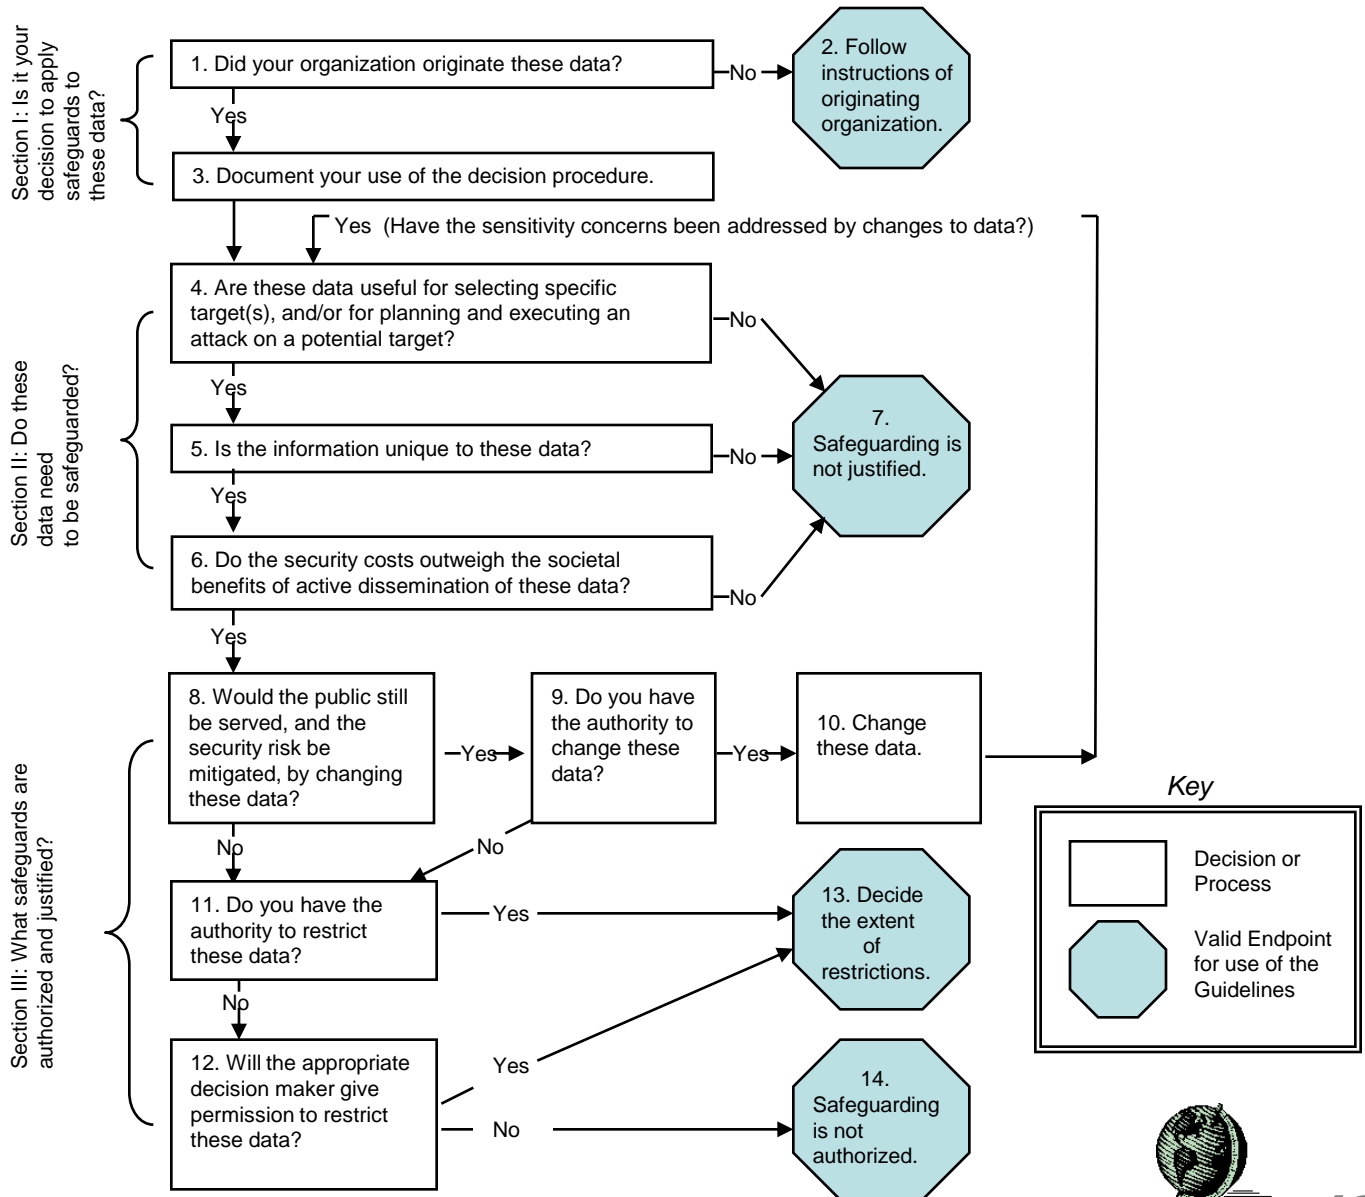 Section I: Is it your
decision to apply
safeguards to
these data?
1. Did your organization originate these data?
No
2. Follow
instructions of
originating
organization.
Yes
3. Document your use of the decision procedure.
Yes (Have the sensitivity concerns been addressed by changes to data?)
Section II: Do these
data need
to be safeguarded?
4. Are these data useful for selecting specific
target(s), and/or for planning and executing an
attack on a potential target?
No
Yes
5. Is the information unique to these data?
No
7.
Safeguarding is
not justified.
Yes
6. Do the security costs outweigh the societal
benefits of active dissemination of these data?
No
Yes
Section III: What safeguards are
authorized and justified?
8. Would the public still
be served, and the
security risk be
mitigated, by changing
these data?
Yes
9. Do you have
the authority to
change these
data?
Yes
10. Change
these data.
No
No
11. Do you have the
authority to restrict
these data?
Yes
13. Decide
the extent
of
restrictions.
No
12. Will the appropriate
decision maker give
permission to restrict
these data?
Yes
No
14.
Safeguarding
is not
authorized.
Key
Decision or
Process
Valid Endpoint
for use of the
Guidelines